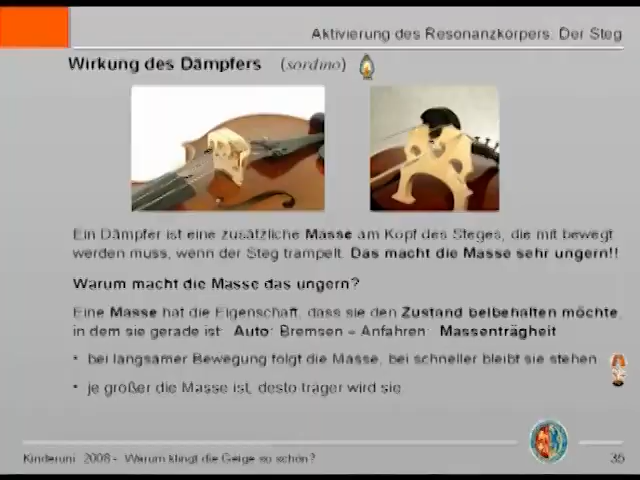 Aktivierung des Resonanzkörpers: Der Steg
Wirkung des Dämpfers (sordino)
Ein Dämpfer ist eine zusätzliche Masse am Kopf des Steges, die mit bewegt
werden muss, wenn der Steg trampelt. Das macht die Masse sehr ungern!!
Warum macht die Masse das ungern?
Eine Masse hat die Eigenschaft, dass sie den Zustand beibehalten möchte,
in dem sie gerade ist: Auto: Bremsen – Anfahren: Massenträgheit
• bei langsamer Bewegung folgt die Masse, bei schneller bleibt sie stehen
• je größer die Masse ist, desto träger wird sie
Kinderuni 2008 - Warum klingt die Geige so schön?
35